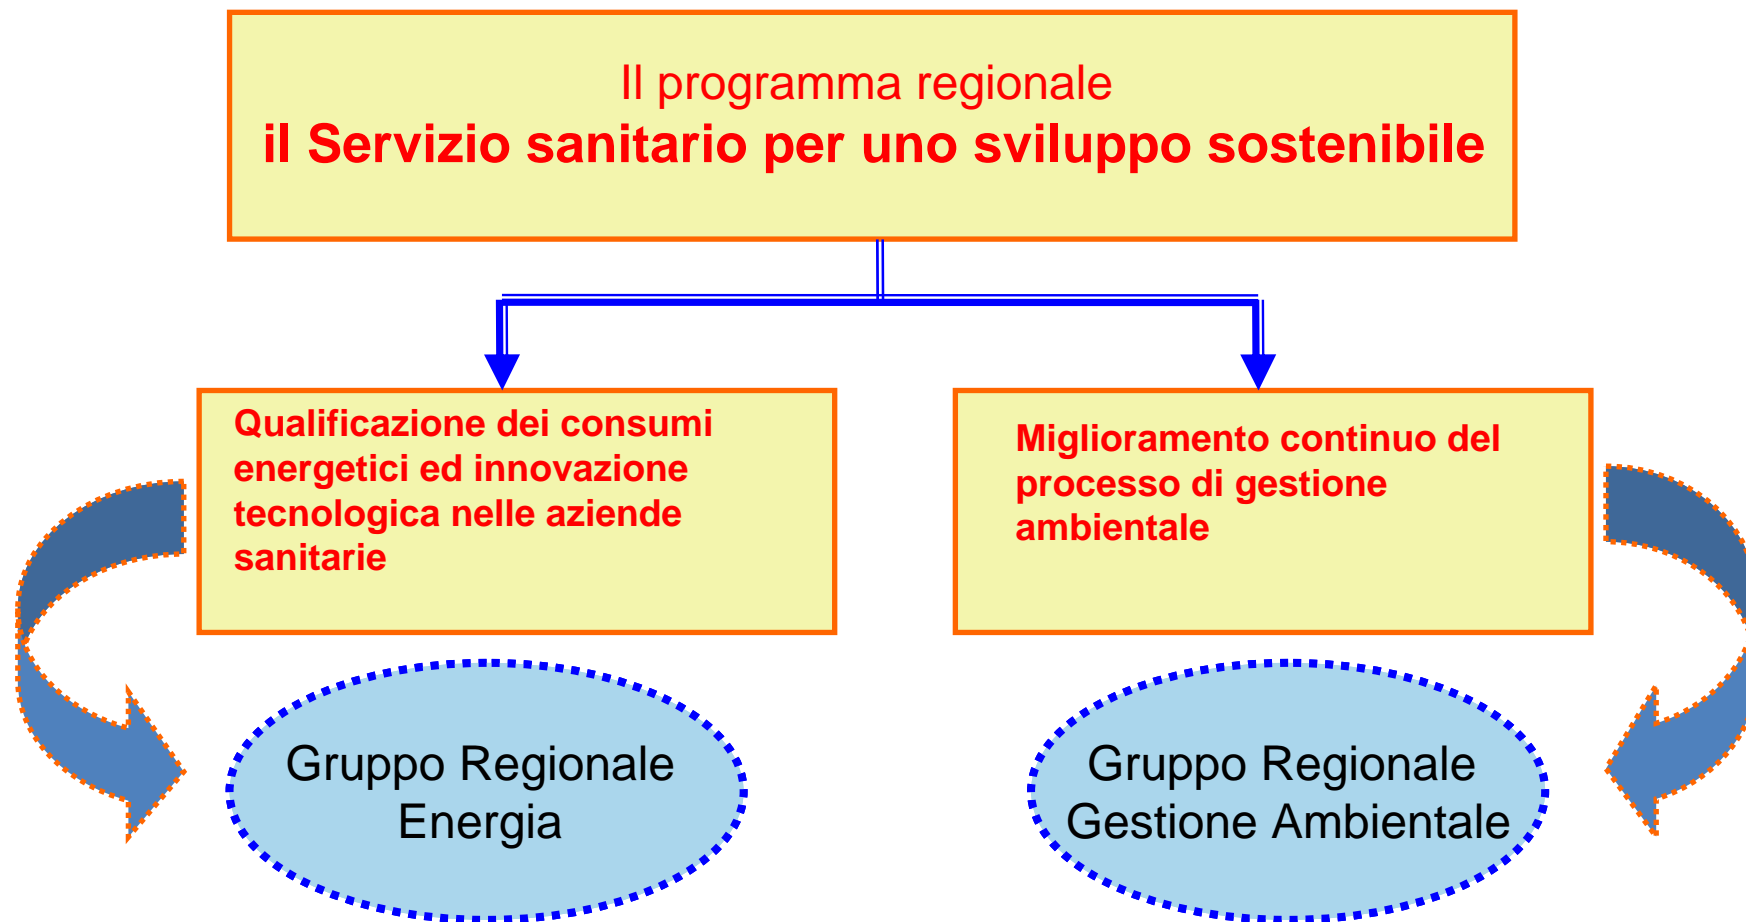 Il programma regionale
il Servizio sanitario per uno sviluppo sostenibile
Qualificazione dei consumi
energetici ed innovazione
tecnologica nelle aziende
sanitarie
Miglioramento continuo del
processo di gestione
ambientale
Gruppo Regionale
Energia
Gruppo Regionale
Gestione Ambientale